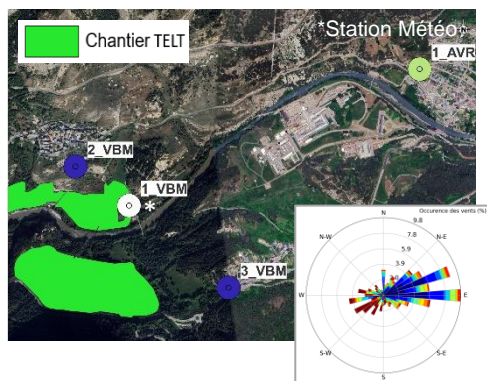 Chantier TELT
*Station Météo
1_AVR
2_VBM
1_VBM
*
3_VBM
Occurence des vents (%)
N
9.8
7.8
N-W
N-E
5.9
3.9
W
E
S-W
S-E
S